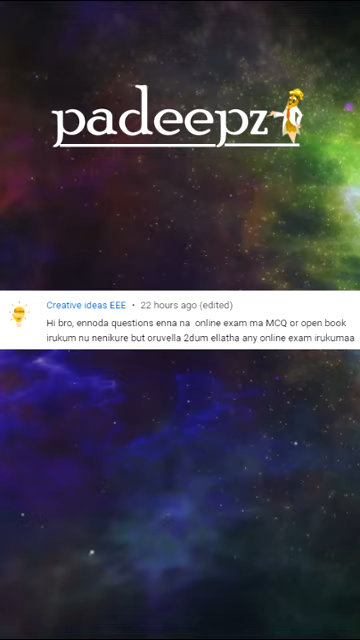 padeepz
Creative ideas EEE • 22 hours ago (edited)
Hi bro, ennoda questions enna na  online exam ma MCQ or open book
irukum nu nenikure but oruvella 2dum ellatha any online exam irukumaa